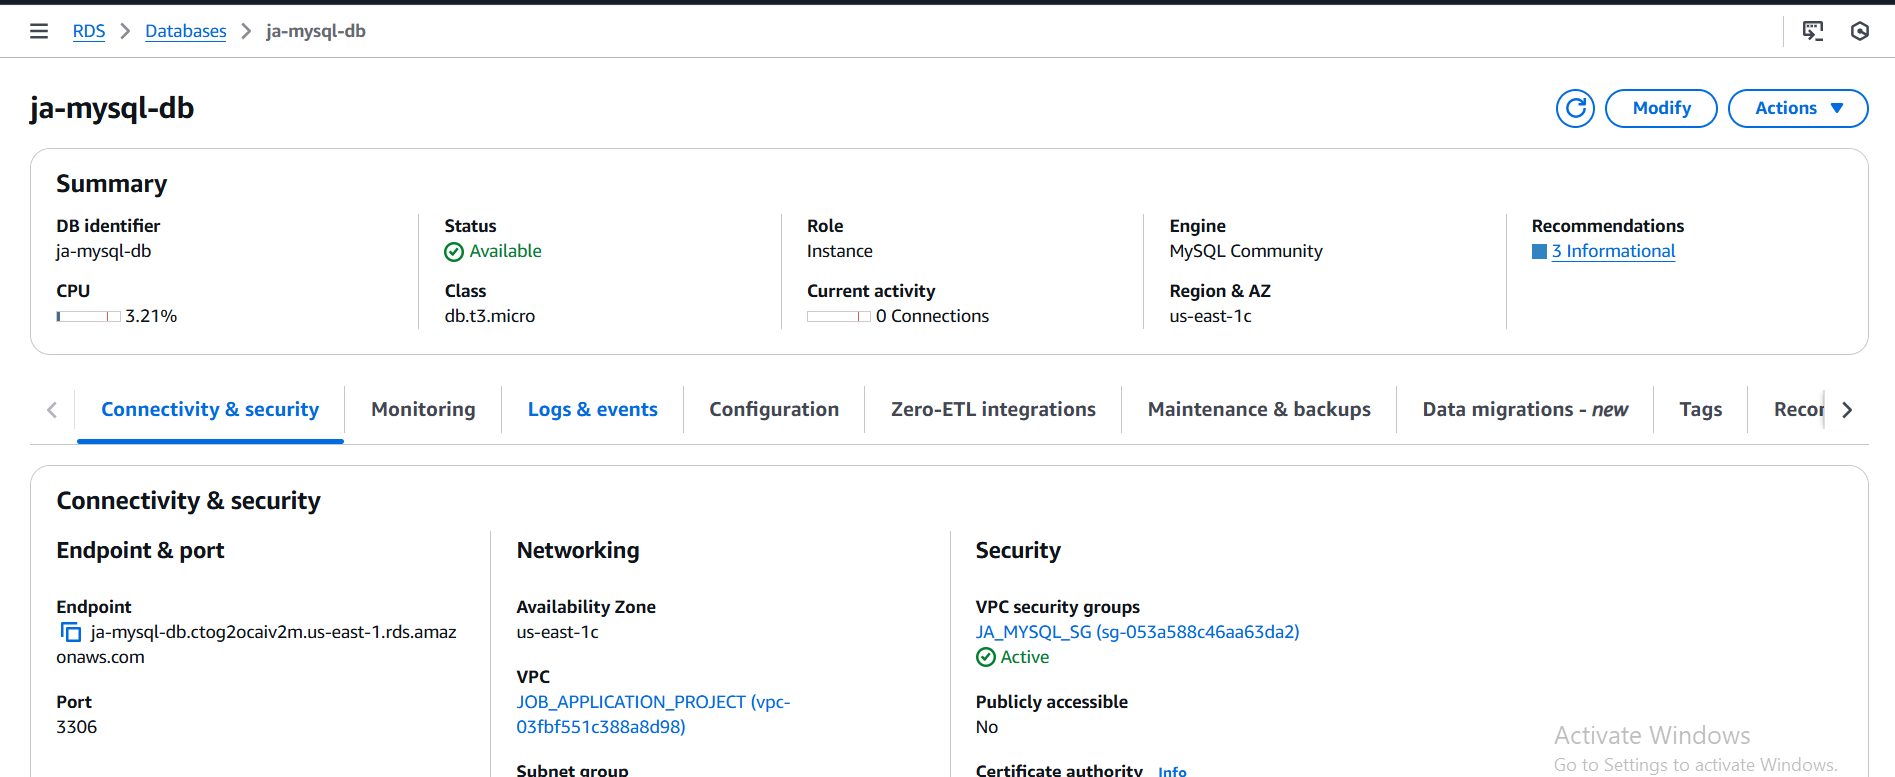 RDS > Databases > ja-mysql-db
ja-mysql-db
Modify
Actions
Summary
DB identifier
ja-mysql-db
Status
Available
Role
Instance
Engine
MySQL Community
Recommendations
3 Informational
CPU
3.21%
Class
db.t3.micro
Current activity
0 Connections
Region & AZ
us-east-1c
Connectivity & security
Monitoring
Logs & events
Configuration
Zero-ETL integrations
Maintenance & backups
Data migrations - new
Tags
Recor
Connectivity & security
Endpoint & port
Endpoint
ja-mysql-db.ctog2ocaiv2m.us-east-1.rds.amaz
onaws.com
Port
3306
Networking
Availability Zone
us-east-1c
VPC
JOB_APPLICATION_PROJECT (vpc-
03fbf551c388a8d98)
Subnet group
Security
VPC security groups
JA_MYSQL_SG (sg-053a588c46aa63da2)
Active
Publicly accessible
No
Certificate authority Info
Activate Windows
Go to Settings to activate Windows.